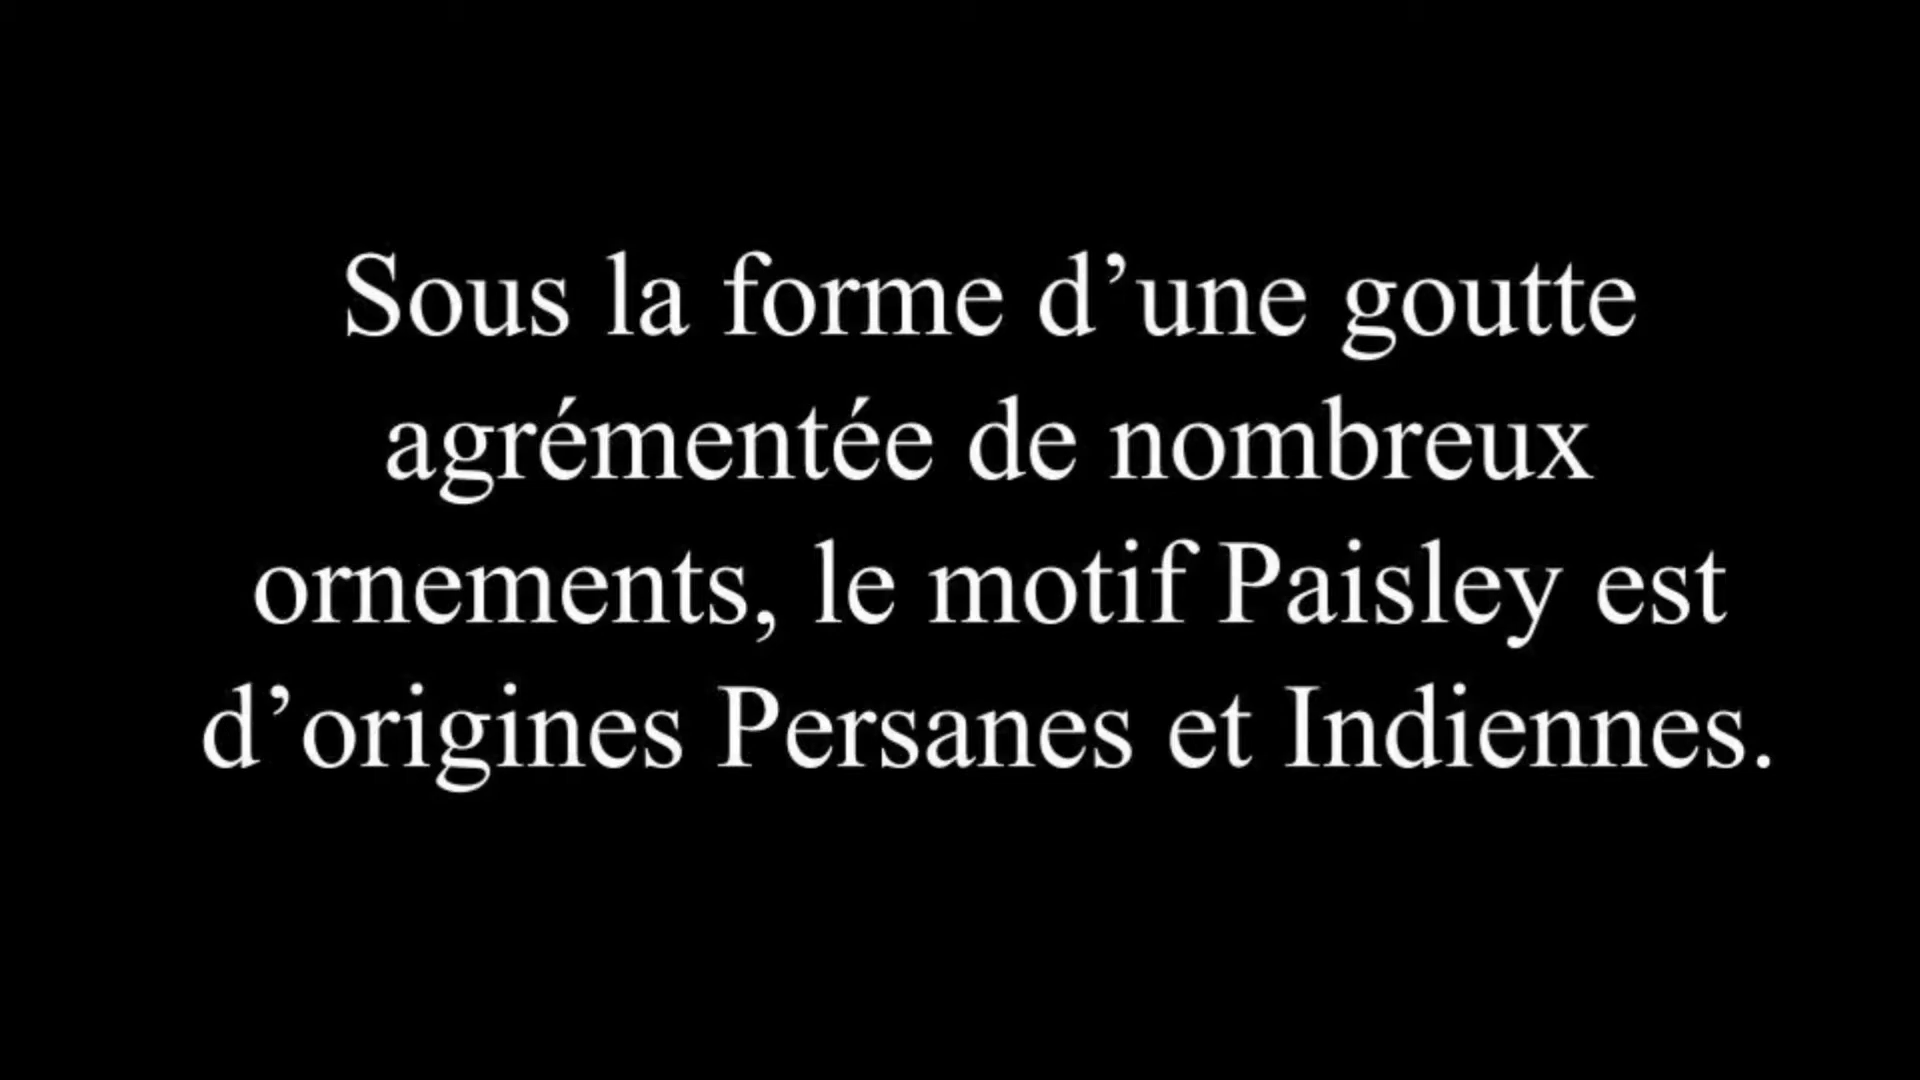 Sous la forme d’une goutte
agrémentée de nombreux
ornements, le motif Paisley est
d’origines Persanes et Indiennes.